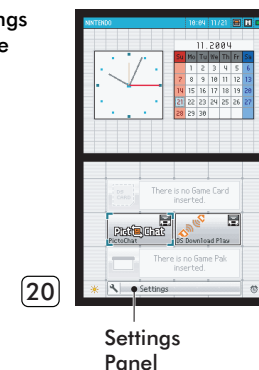 ngs
e
NINTENDO 18:04 11/21
11.2004
Su Mo Tu We Th Fr Sa
1 2 3 4 5 6
7 8 9 10 11 12 13
14 15 16 17 18 19 20
21 22 23 24 25 26 27
28 29 30
There is no Game Card
inserted.
PictoChat
PictoChat
DS Download Play
There is no Game Pak
inserted.
20
Settings
Settings
Panel